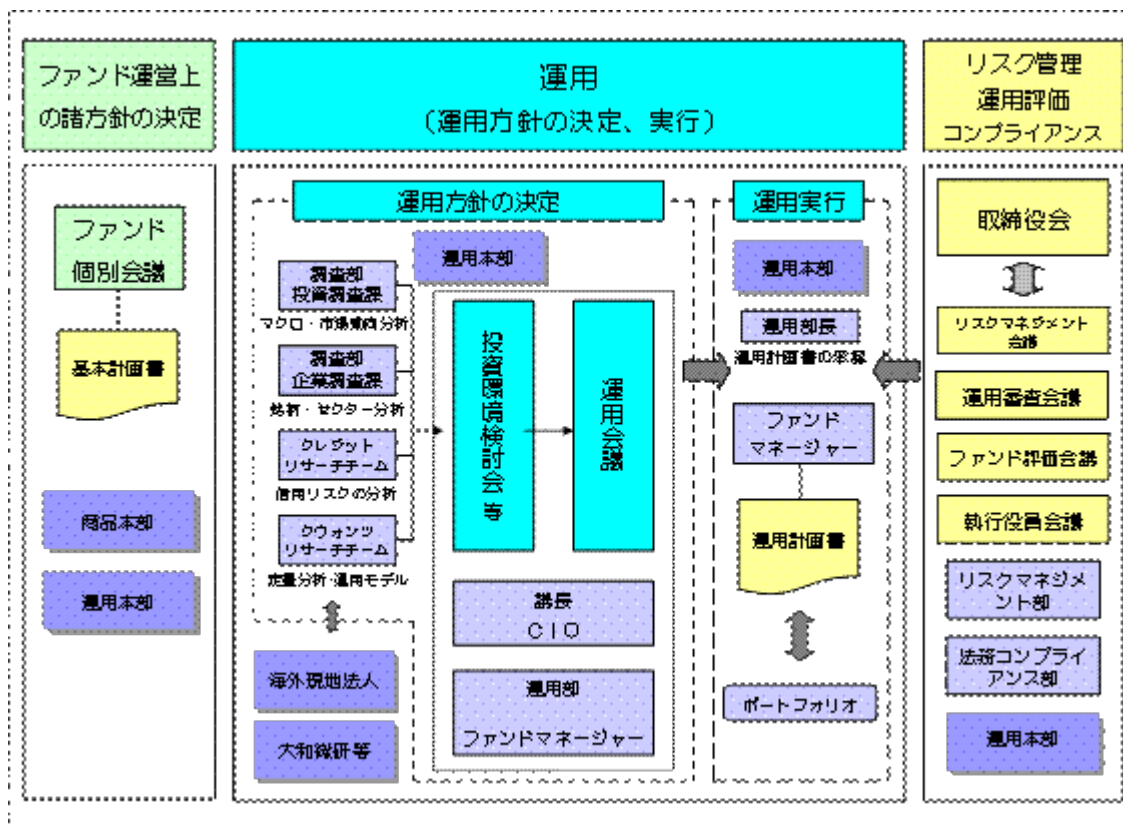 ファンド運営上
の諸方針の決定
運用
(運用方針の決定、実行)
リスク管理
運用評価
コンプライアンス
ファンド
個別会議
基本計画書
商品本部
運用本部
運用方針の決定
運用本部
調査部
投資調査課
マクロ・市場動向分析
調査部
企業調査課
銘柄・セクター分析
クレジット
リサーチチーム
信用リスクの分析
クウォンツ
リサーチチーム
定量分析・運用モデル
海外現地法人
大和総研等
投資環境検討会 等
運用会議
議長
CIO
運用部
ファンドマネージャー
運用実行
運用本部
運用部長
運用計画書の承認
ファンド
マネージャー
運用計画書
ポートフォリオ
取締役会
リスクマネジメント
会議
運用審査会議
ファンド評価会議
執行役員会議
リスクマネジメ
ント部
法務コンプライ
アンス部
運用本部